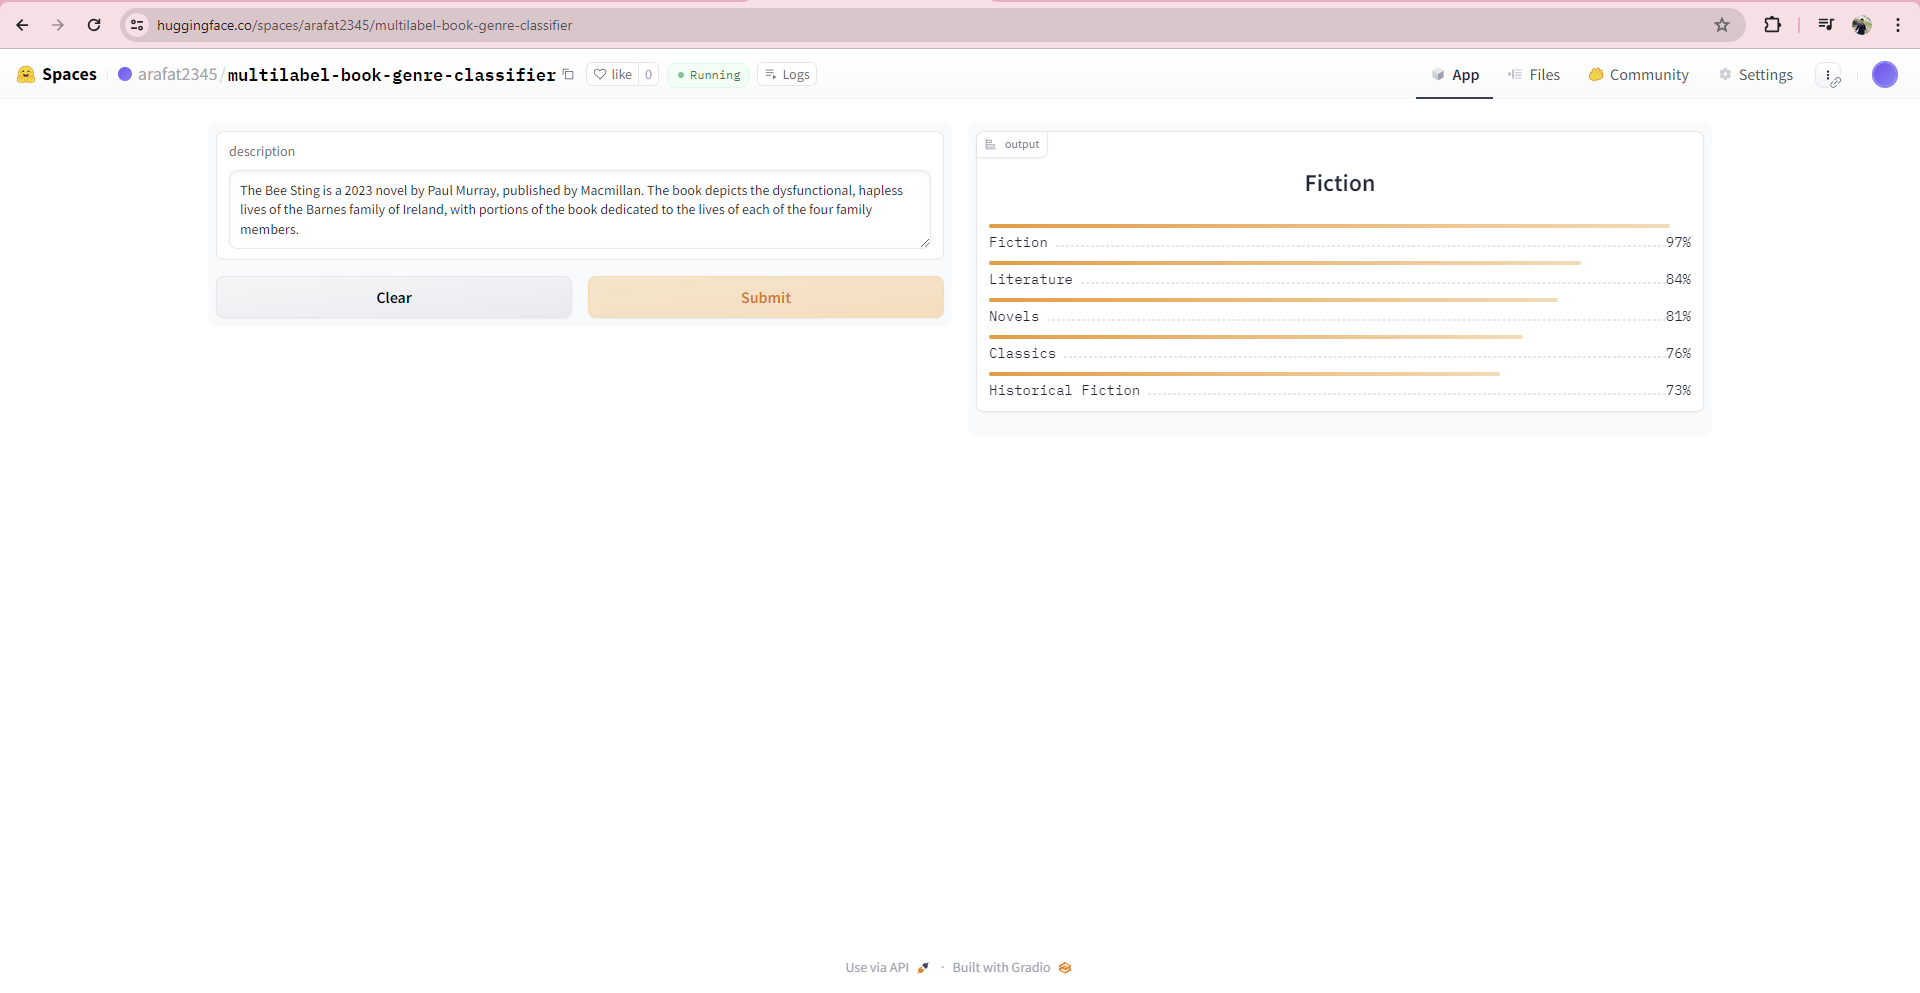 huggingface.co/spaces/arafat2345/multilabel-book-genre-classifier
Spaces arafat2345/multilabel-book-genre-classifier like 0 Running Logs App Files Community Settings
description
The Bee Sting is a 2023 novel by Paul Murray, published by Macmillan. The book depicts the dysfunctional, hapless
lives of the Barnes family of Ireland, with portions of the book dedicated to the lives of each of the four family
members.
Clear Submit
output
Fiction
Fiction 97%
Literature 84%
Novels 81%
Classics 76%
Historical Fiction 73%
Use via API · Built with Gradio